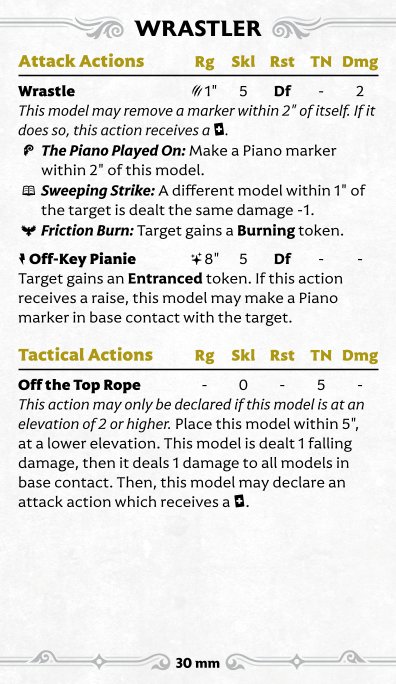 WRASTLER
Attack Actions Rg Skl Rst TN Dmg
Wrastle 1" 5 Df - 2
This model may remove a marker within 2" of itself. If it
does so, this action receives a .
The Piano Played On: Make a Piano marker
within 2" of this model.
Sweeping Strike: A different model within 1" of
the target is dealt the same damage -1.
Friction Burn: Target gains a Burning token.
Off-Key Pianie 8" 5 Df - -
Target gains an Entranced token. If this action
receives a raise, this model may make a Piano
marker in base contact with the target.
Tactical Actions Rg Skl Rst TN Dmg
Off the Top Rope - 0 - 5 -
This action may only be declared if this model is at an
elevation of 2 or higher. Place this model within 5",
at a lower elevation. This model is dealt 1 falling
damage, then it deals 1 damage to all models in
base contact. Then, this model may declare an
attack action which receives a .
30 mm